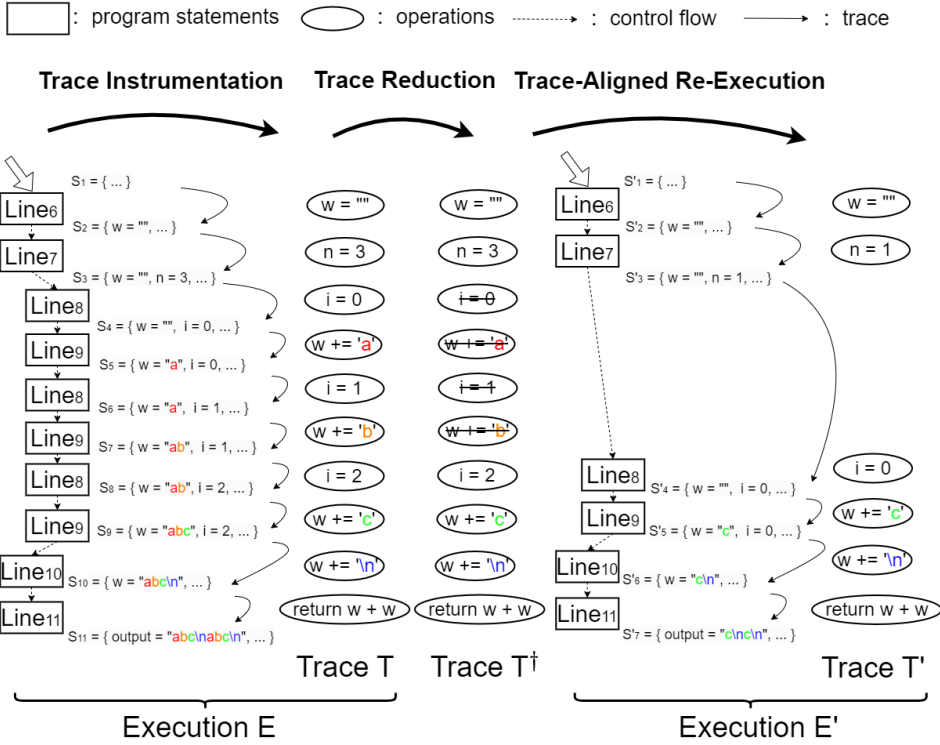 : program statements : operations : control flow : trace
Trace Instrumentation Trace Reduction Trace-Aligned Re-Execution
S1 = { ... } S'1 = { ... }
Line6 w = "" w = "" Line6 w = ""
S2 = { w = "", ... } S'2 = { w = "", ... }
Line7 n = 3 n = 3 Line7 n = 1
S3 = { w = "", n = 3, ... } S'3 = { w = "", n = 1, ... }
Line8 i = 0 i = 0
S4 = { w = "", i = 0, ... }
Line9 w += 'a' w += 'a'
S5 = { w = "a", i = 0, ... }
Line8 i = 1 i = 1
S6 = { w = "a", i = 1, ... }
Line9 w += 'b' w += 'b'
S7 = { w = "ab", i = 1, ... }
Line8 i = 2 i = 2 Line8 i = 0
S8 = { w = "ab", i = 2, ... } S'4 = { w = "", i = 0, ... }
Line9 w += 'c' w += 'c' Line9 w += 'c'
S9 = { w = "abc", i = 2, ... } S'5 = { w = "c", i = 0, ... }
Line10 w += '\n' w += '\n' Line10 w += '\n'
S10 = { w = "abc\n", ... } S'6 = { w = "c\n", ... }
Line11 return w + w return w + w Line11 return w + w
S11 = { output = "abc\nabc\n", ... } S'7 = { output = "c\nc\n", ... }
Trace T Trace T† Trace T'
Execution E Execution E'